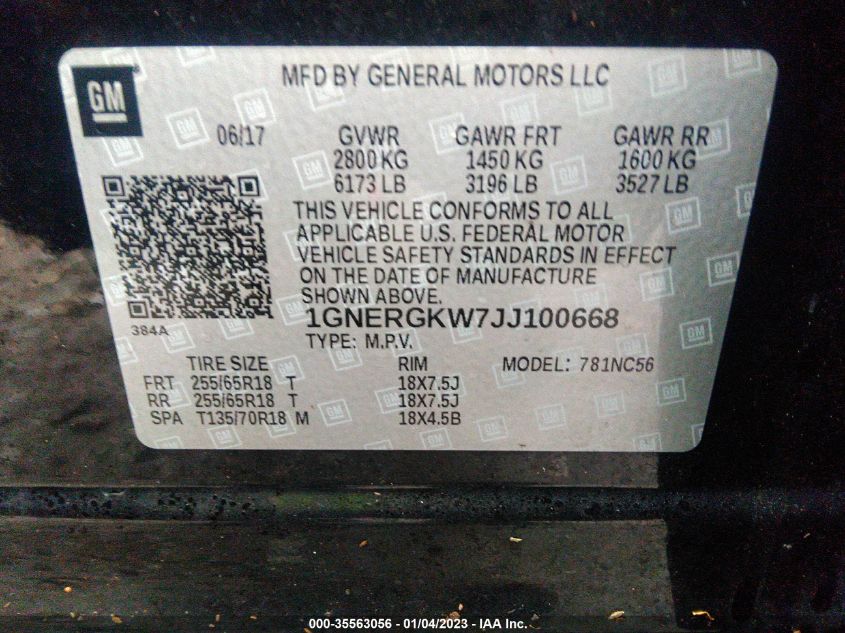 GM
MFD BY GENERAL MOTORS LLC
06/17 GVWR GAWR FRT GAWR RR
2800 KG 1450 KG 1600 KG
6173 LB 3196 LB 3527 LB
THIS VEHICLE CONFORMS TO ALL
APPLICABLE U.S. FEDERAL MOTOR
VEHICLE SAFETY STANDARDS IN EFFECT
ON THE DATE OF MANUFACTURE
SHOWN ABOVE.
384A
1GNERGKW7JJ100668
TYPE: M.P.V.
TIRE SIZE RIM MODEL: 781NC56
FRT 255/65R18 T 18X7.5J
RR 255/65R18 T 18X7.5J
SPA T135/70R18 M 18X4.5B
000-35563056 - 01/04/2023 - IAA Inc.